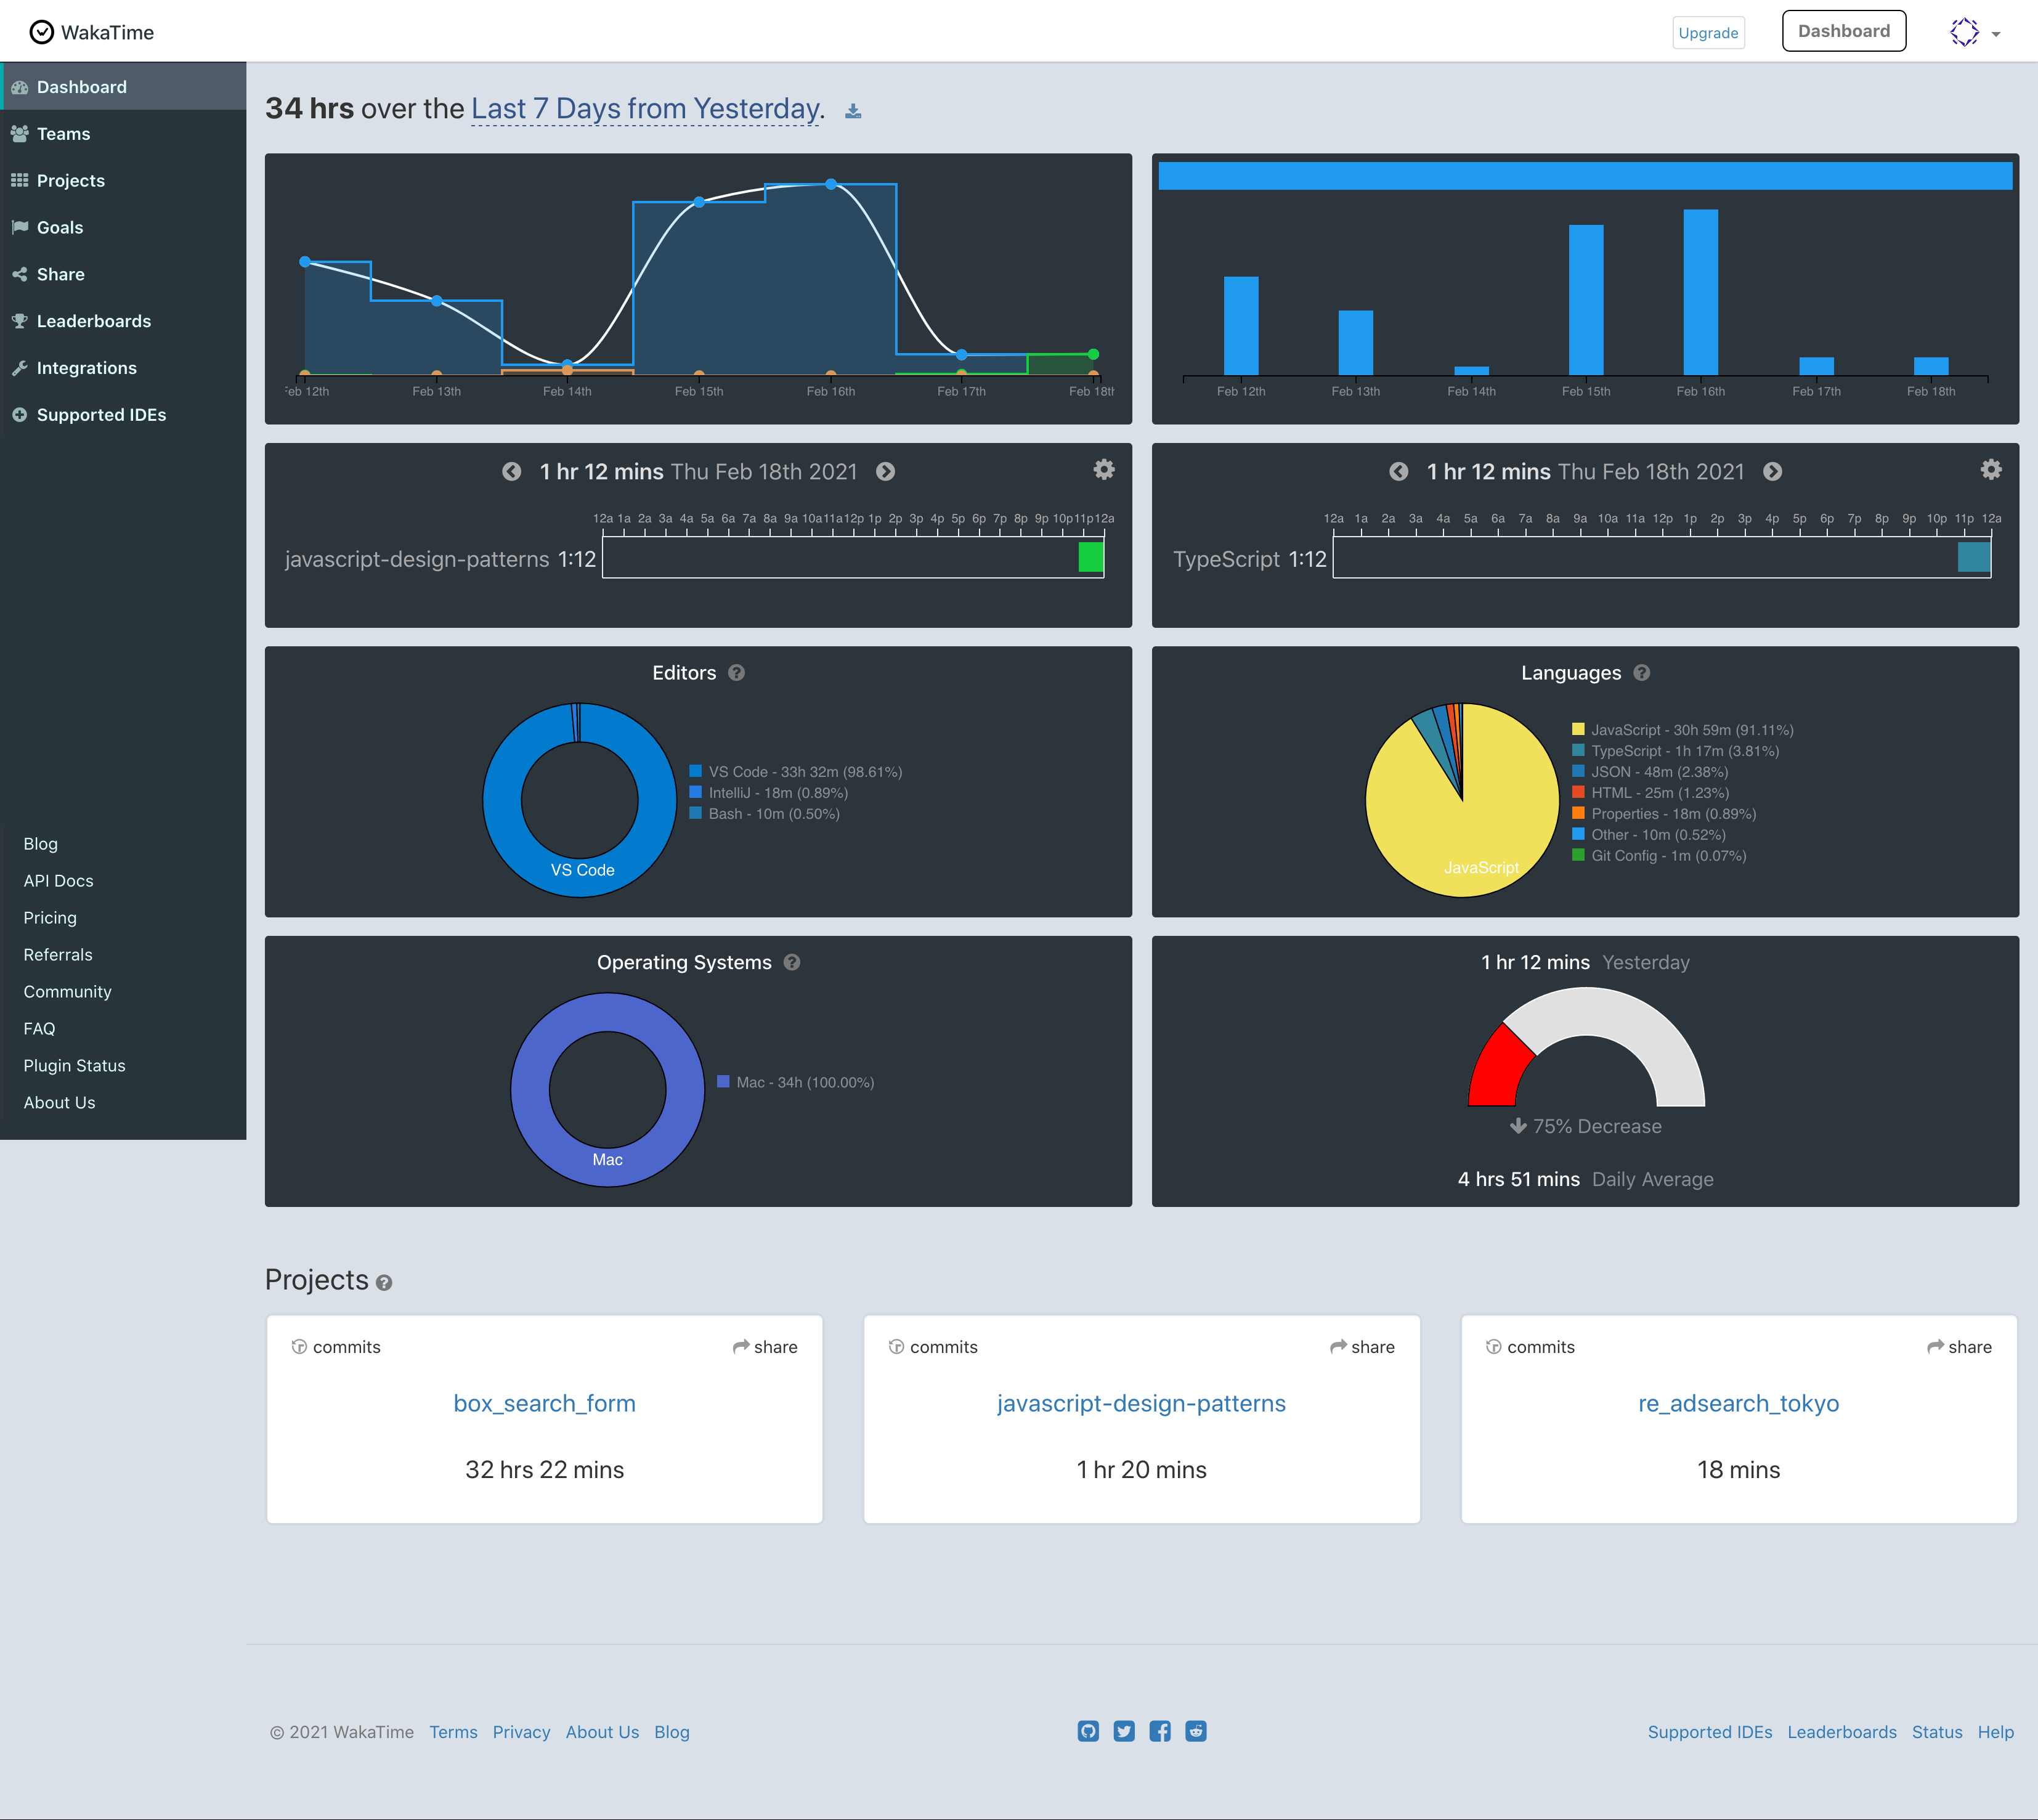 WakaTime
Upgrade
Dashboard
Dashboard
Teams
Projects
Goals
Share
Leaderboards
Integrations
Supported IDEs
Blog
API Docs
Pricing
Referrals
Community
FAQ
Plugin Status
About Us
34 hrs over the Last 7 Days from Yesterday.
Feb 12th Feb 13th Feb 14th Feb 15th Feb 16th Feb 17th Feb 18th
Feb 12th Feb 13th Feb 14th Feb 15th Feb 16th Feb 17th Feb 18th
1 hr 12 mins Thu Feb 18th 2021
12a 1a 2a 3a 4a 5a 6a 7a 8a 9a 10a 11a 12p 1p 2p 3p 4p 5p 6p 7p 8p 9p 10p 11p 12a
javascript-design-patterns 1:12
1 hr 12 mins Thu Feb 18th 2021
12a 1a 2a 3a 4a 5a 6a 7a 8a 9a 10a 11a 12p 1p 2p 3p 4p 5p 6p 7p 8p 9p 10p 11p 12a
TypeScript 1:12
Editors ?
VS Code - 33h 32m (98.61%)
IntelliJ - 18m (0.89%)
Bash - 10m (0.50%)
VS Code
Languages ?
JavaScript - 30h 59m (91.11%)
TypeScript - 1h 17m (3.81%)
JSON - 48m (2.38%)
HTML - 25m (1.23%)
Properties - 18m (0.89%)
Other - 10m (0.52%)
Git Config - 1m (0.07%)
JavaScript
Operating Systems ?
Mac - 34h (100.00%)
Mac
1 hr 12 mins Yesterday
75% Decrease
4 hrs 51 mins Daily Average
Projects ?
commits share
box_search_form
32 hrs 22 mins
commits share
javascript-design-patterns
1 hr 20 mins
commits share
re_adsearch_tokyo
18 mins
© 2021 WakaTime Terms Privacy About Us Blog
Supported IDEs Leaderboards Status Help